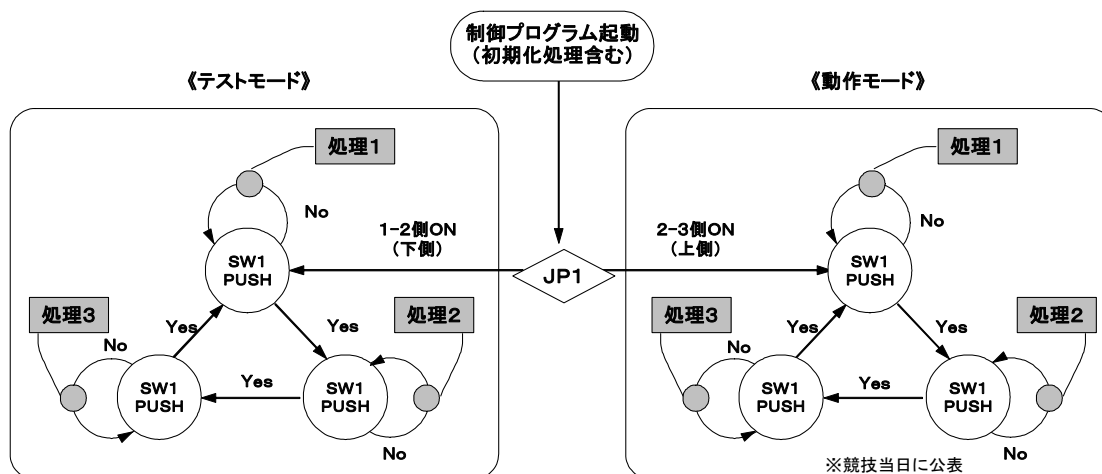 制御プログラム起動
（初期化処理含む）
《テストモード》
《動作モード》
処理１
No
SW1
PUSH
1-2側ON
（下側）
JP1
2-3側ON
（上側）
処理１
No
SW1
PUSH
処理３
No
Yes
Yes
処理２
SW1
PUSH
Yes
SW1
PUSH
No
処理３
No
Yes
Yes
処理２
SW1
PUSH
Yes
SW1
PUSH
No
※競技当日に公表